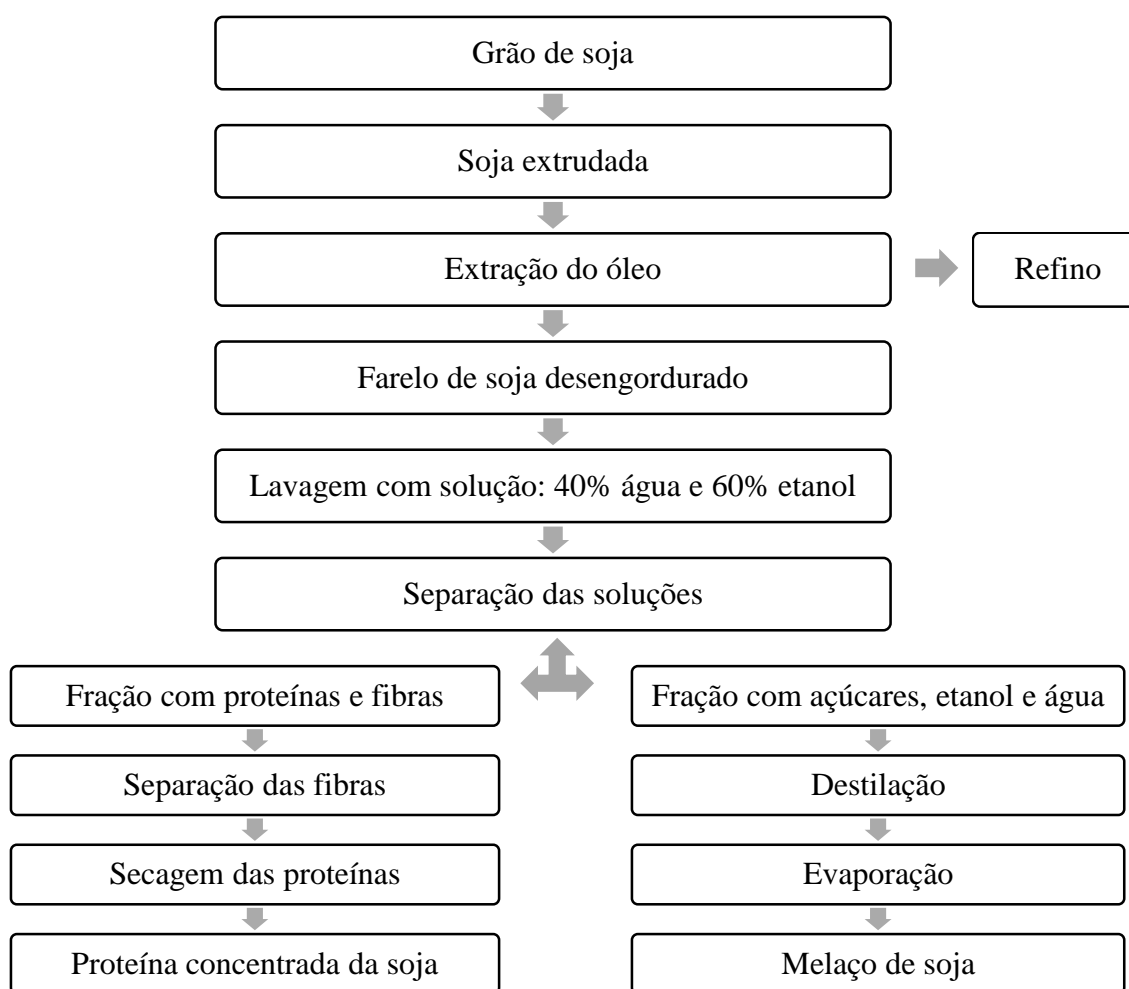 Grão de soja
Soja extrudada
Extração do óleo
Refino
Farelo de soja desengordurado
Lavagem com solução: 40% água e 60% etanol
Separação das soluções
Fração com proteínas e fibras
Fração com açúcares, etanol e água
Separação das fibras
Destilação
Secagem das proteínas
Evaporação
Proteína concentrada da soja
Melaço de soja